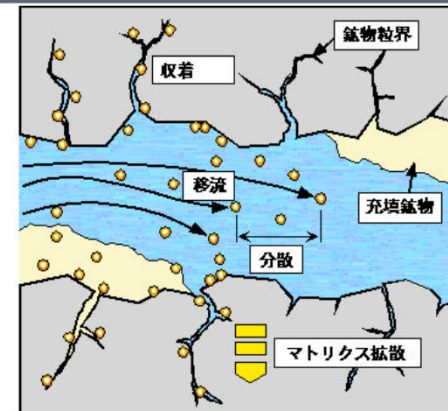 鉱物粒界
収着
移流
充填鉱物
分散
マトリクス拡散